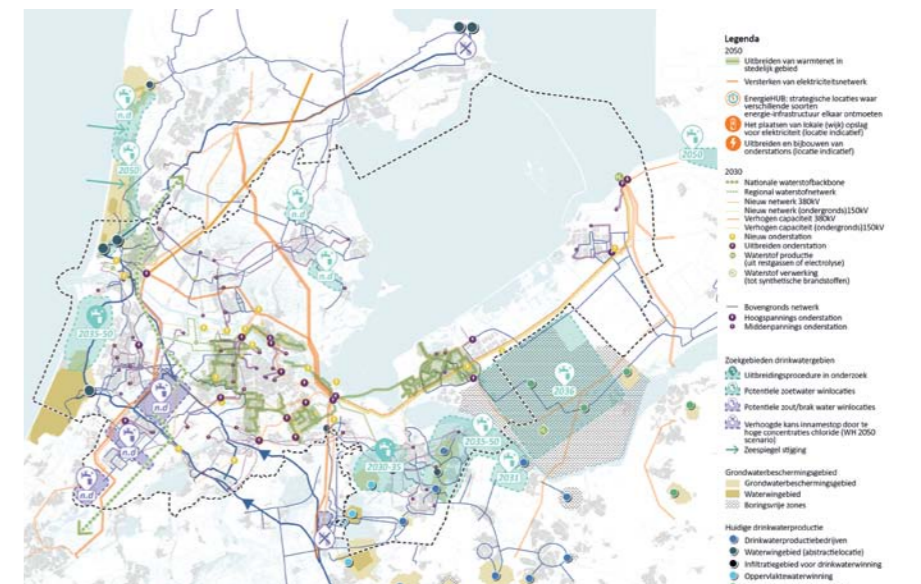 n.d
2050
2050
n.d
2035-50
n.d
n.d
n.d
2036
2035-50
2030-35
2031
Legenda
2050
Uitbreiden van warmtenet in
stedelijk gebied
Versterken van elektriciteitsnetwerk
EnergieHUB: strategische locaties waar
verschillende soorten
energie-infrastructuur elkaar ontmoeten
Het plaatsen van lokale (wijk) opslag
voor elektriciteit (locatie indicatief)
Uitbreiden en bijbouwen van
onderstations (locatie indicatief)
2030
Nationale waterstofbackbone
Regional waterstofnetwerk
Nieuw netwerk 380kV
Nieuw netwerk (ondergronds)150kV
Verhogen capaciteit 380kV
Verhogen capaciteit (ondergronds)150kV
Nieuw onderstation
Uitbreiden onderstation
Waterstof productie
(uit restgassen of electrolyse)
Waterstof verwerking
(tot synthetische brandstoffen)
Bovengronds netwerk
Hoogspannings onderstation
Middenpannings onderstation
Zoekgebieden drinkwatergebien
Uitbreidingsprocedure in onderzoek
Potentiele zoetwater winlocaties
Potentiele zout/brak water winlocaties
Verhoogde kans innamestop door te
hoge concentraties chloride (WH 2050
scenario)
Zeespiegel stijging
Grondwaterbeschermingsgebied
Grondwaterbeschermingsgebied
Waterwingebied
Boringsvrije zones
Huidige drinkwaterproductie
Drinkwaterproductiebedrijven
Waterwingebied (abstractielocatie)
Infiltratiegebied voor drinkwaterwinning
Oppervlaktewaterwinning